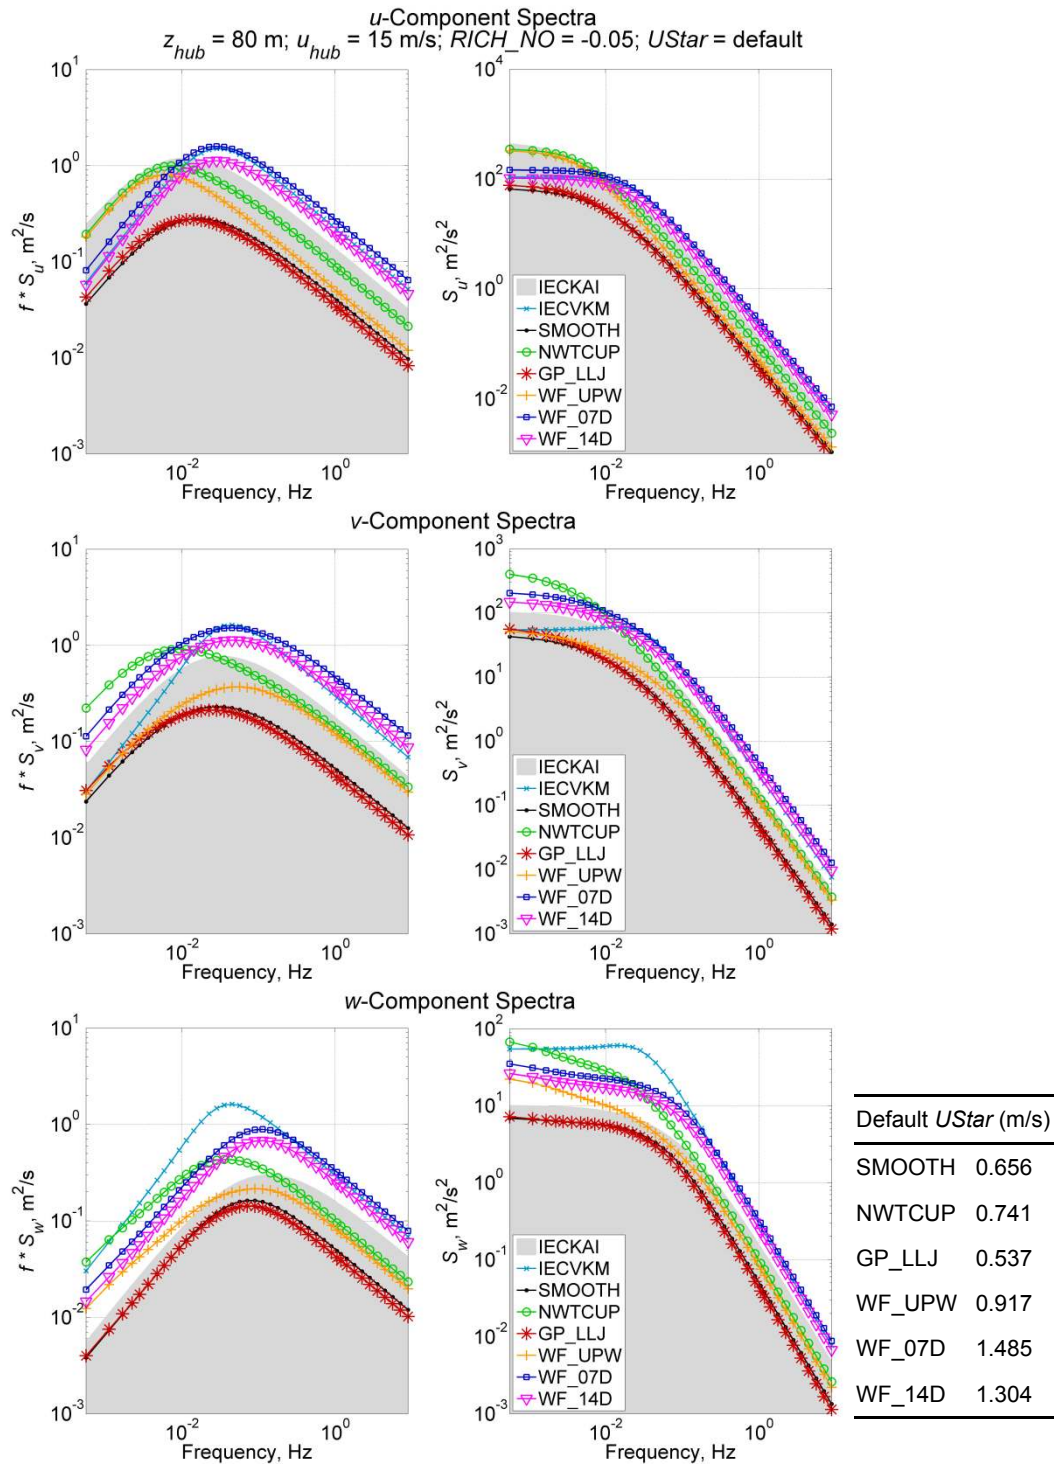 u-Component Spectra
z_hub = 80 m; u_hub = 15 m/s; RICH_NO = -0.05; UStar = default
10^1
10^0
10^-1
10^-2
10^-3
f * S_u, m^2/s
10^-2
10^0
Frequency, Hz
10^4
10^2
10^0
10^-2
S_u, m^2/s^2
IECKAI
IECVKM
SMOOTH
NWTCUP
GP_LLJ
WF_UPW
WF_07D
WF_14D
10^-2
10^0
Frequency, Hz
v-Component Spectra
10^1
10^0
10^-1
10^-2
10^-3
f * S_v, m^2/s
10^-2
10^0
Frequency, Hz
10^3
10^2
10^1
10^0
10^-1
10^-2
10^-3
S_v, m^2/s^2
IECKAI
IECVKM
SMOOTH
NWTCUP
GP_LLJ
WF_UPW
WF_07D
WF_14D
10^-2
10^0
Frequency, Hz
w-Component Spectra
10^1
10^0
10^-1
10^-2
10^-3
f * S_w, m^2/s
10^-2
10^0
Frequency, Hz
10^2
10^1
10^0
10^-1
10^-2
10^-3
S_w, m^2/s^2
IECKAI
IECVKM
SMOOTH
NWTCUP
GP_LLJ
WF_UPW
WF_07D
WF_14D
10^-2
10^0
Frequency, Hz
Default UStar (m/s)
SMOOTH 0.656
NWTCUP 0.741
GP_LLJ 0.537
WF_UPW 0.917
WF_07D 1.485
WF_14D 1.304